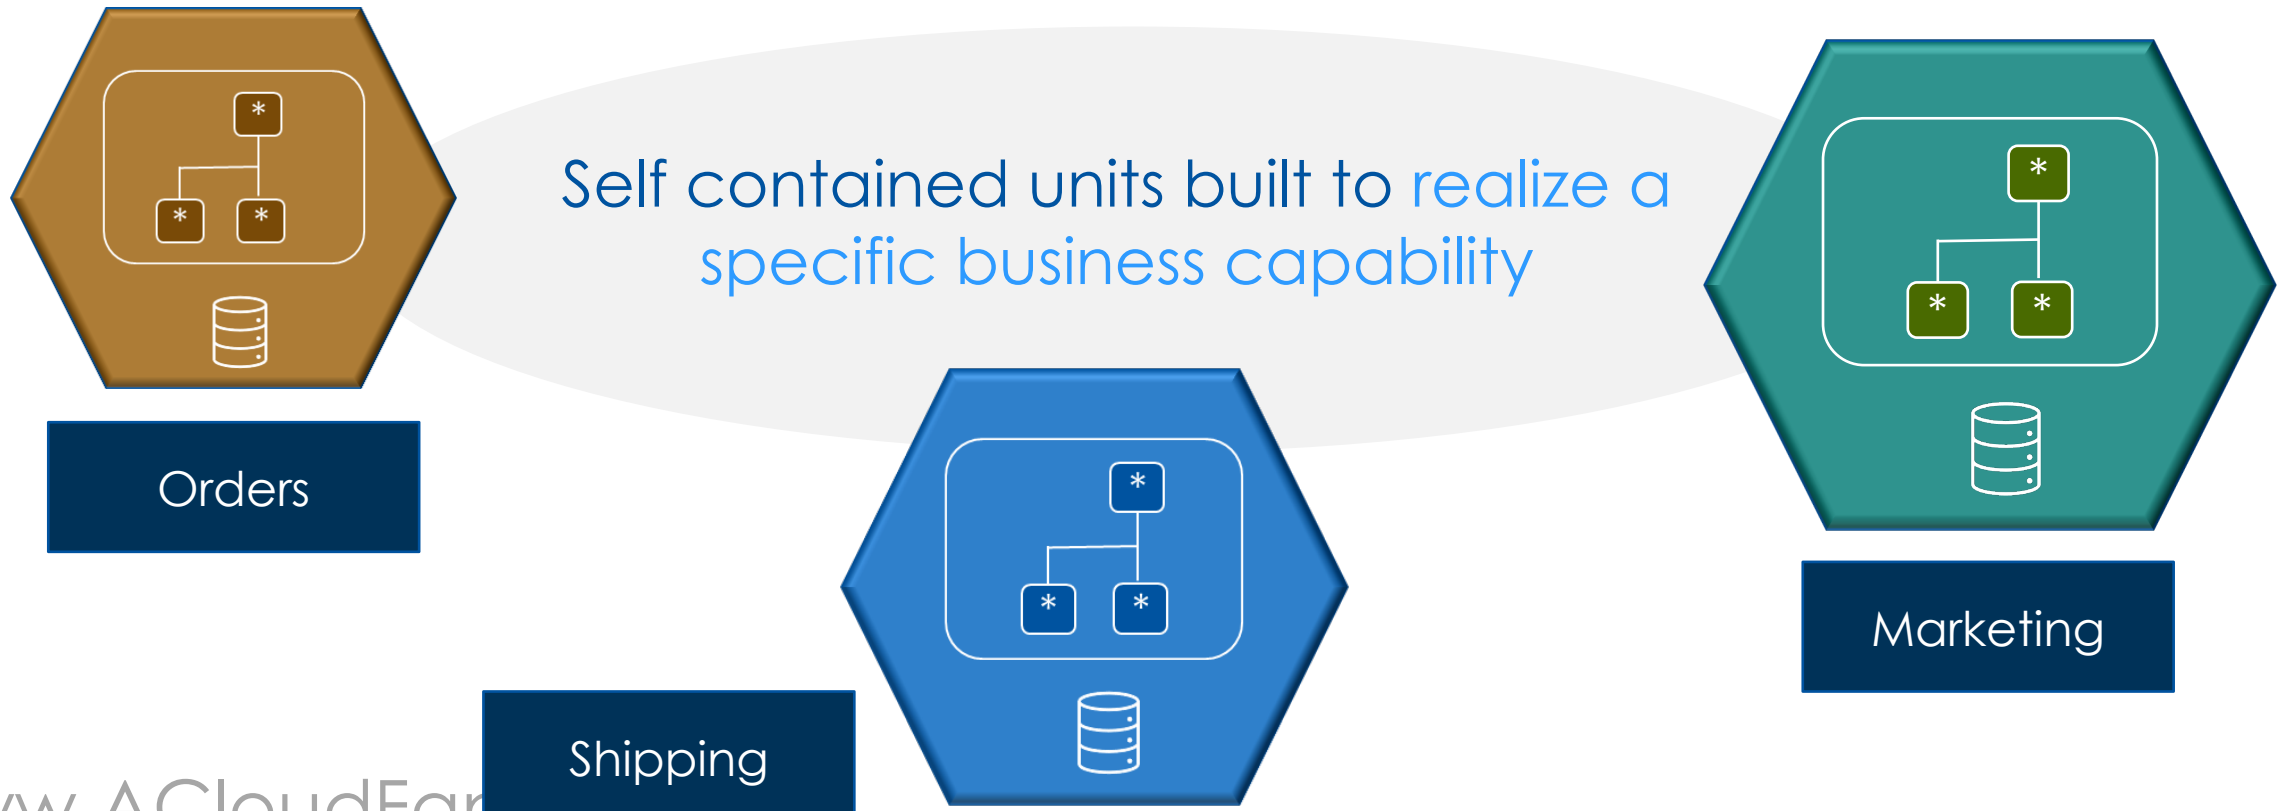 *
* *
Self contained units built to realize a
specific business capability
*
* *
Orders
*
* *
Marketing
Shipping